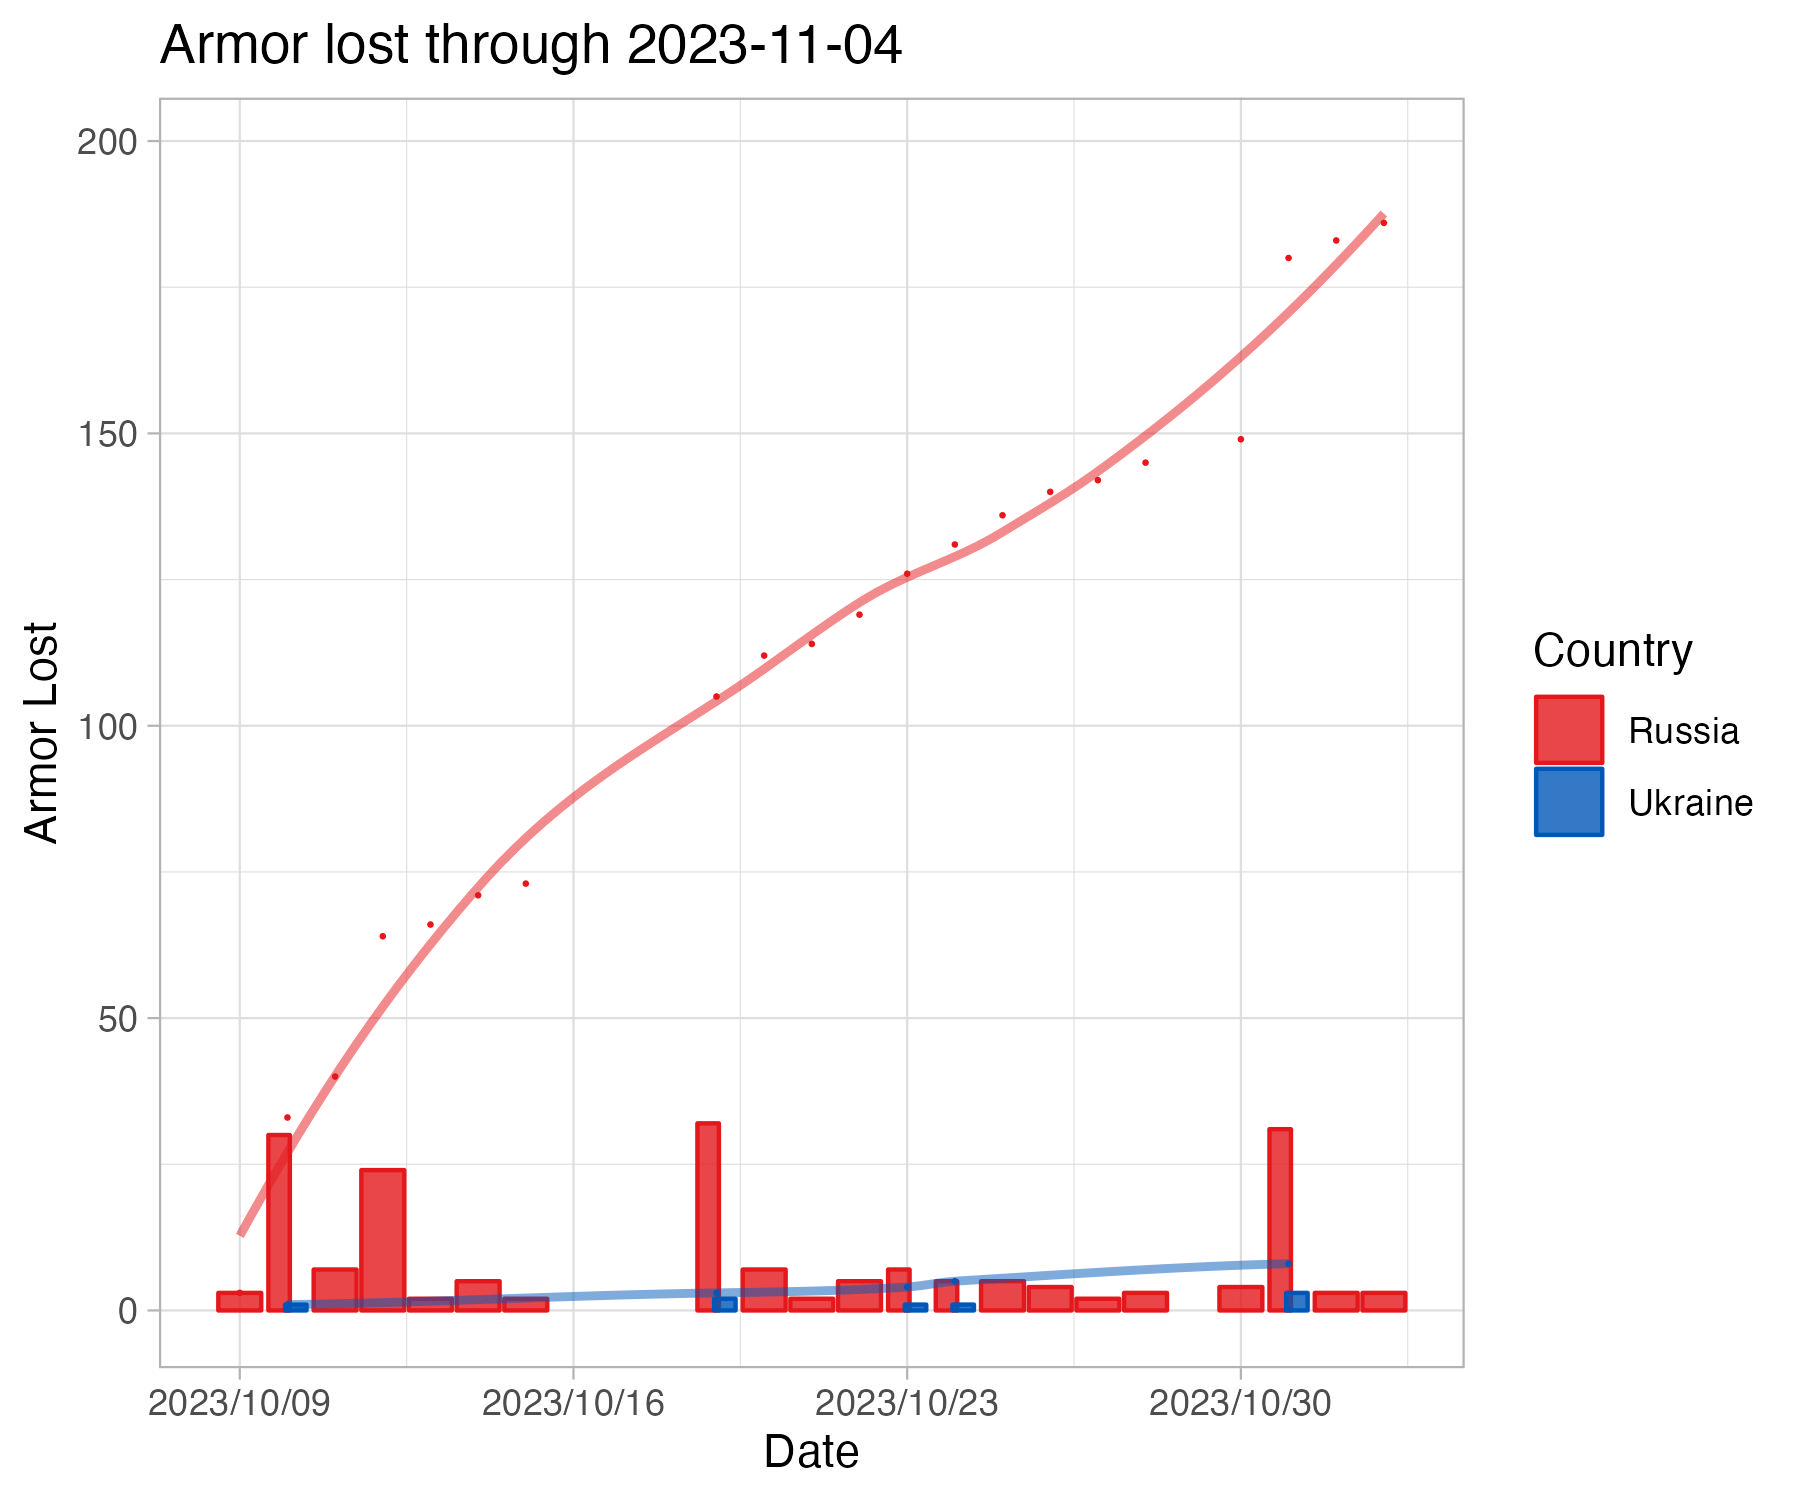 Armor lost through 2023-11-04
Armor Lost
200
150
100
50
0
2023/10/09
2023/10/16
2023/10/23
2023/10/30
Date
Country
Russia
Ukraine